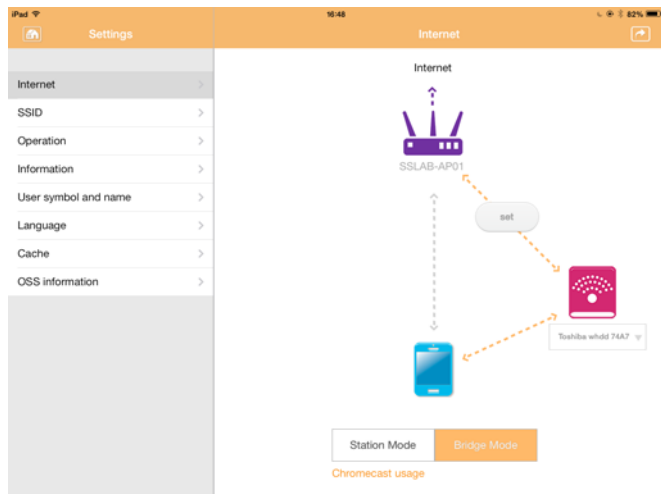 iPad 16:48 82%
Settings Internet
Internet
SSID
Operation
Information
User symbol and name
Language
Cache
OSS information
Internet
SSLAB-AP01
set
Toshiba whdd 74A7
Station Mode Bridge Mode
Chromecast usage